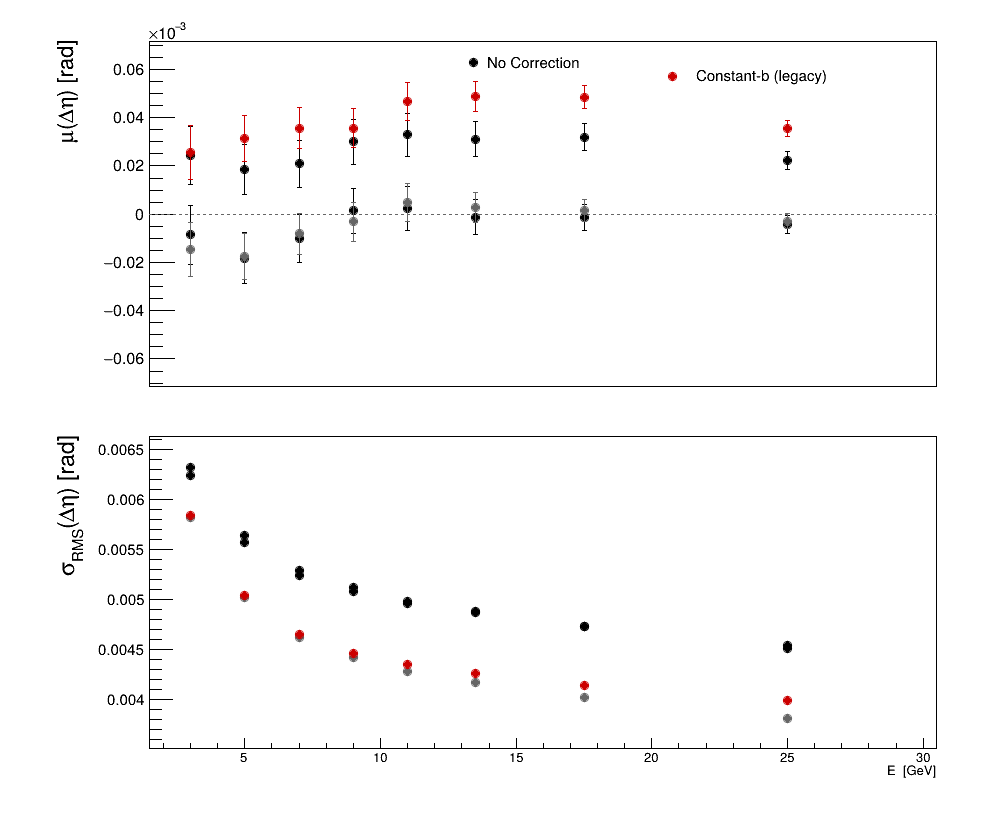 ×10⁻³
μ(Δη) [rad]
No Correction
Constant-b (legacy)
0.06
0.04
0.02
0
−0.02
−0.04
−0.06
σRMS(Δη) [rad]
0.0065
0.006
0.0055
0.005
0.0045
0.004
5 10 15 20 25 30
E [GeV]